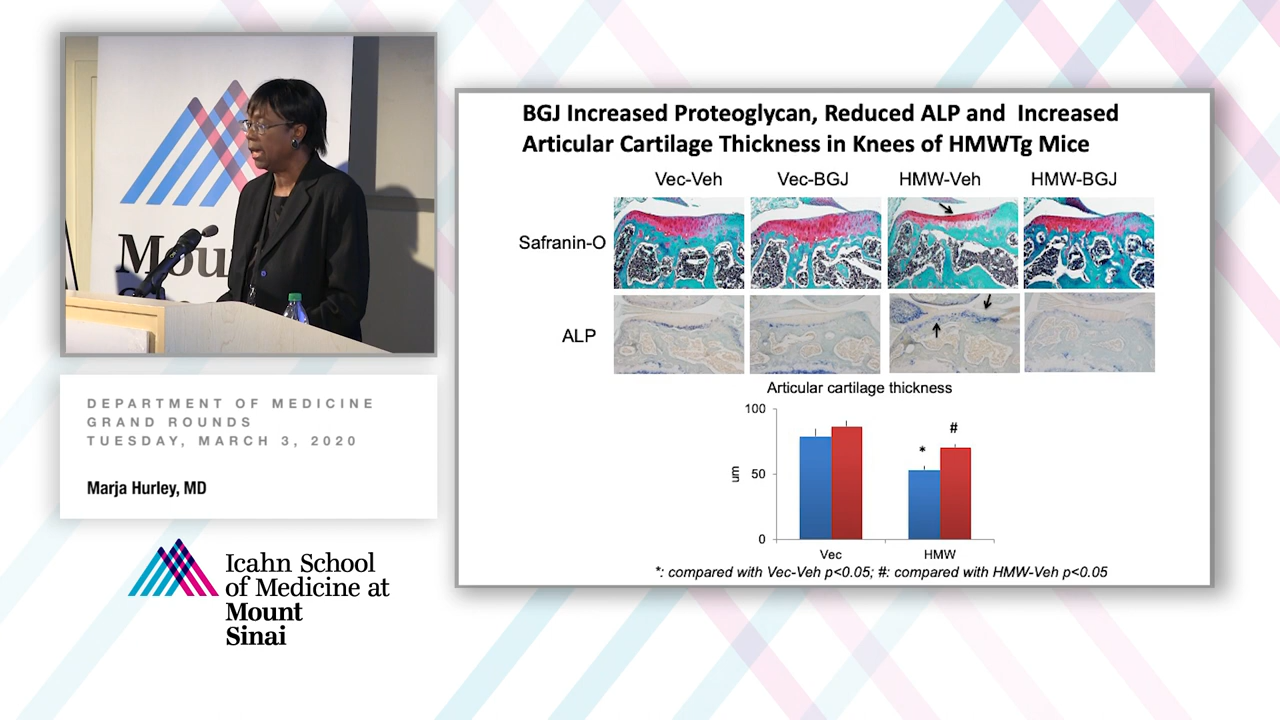 Mou
DEPARTMENT OF MEDICINE
GRAND ROUNDS
TUESDAY, MARCH 3, 2020
Marja Hurley, MD
Icahn School
of Medicine at
Mount
Sinai
BGJ Increased Proteoglycan, Reduced ALP and Increased
Articular Cartilage Thickness in Knees of HMWTg Mice
Vec-Veh Vec-BGJ HMW-Veh HMW-BGJ
Safranin-O
ALP
Articular cartilage thickness
100
50
0
um
* #
Vec HMW
*: compared with Vec-Veh p<0.05; #: compared with HMW-Veh p<0.05